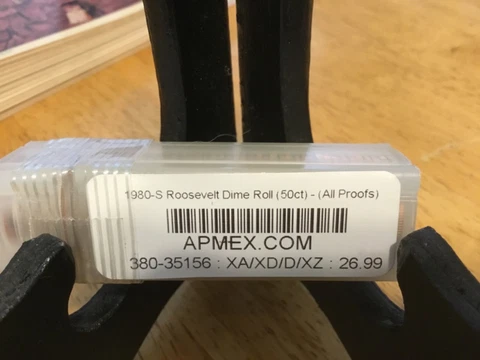 1980-S Roosevelt Dime Roll (50ct) - (All Proofs)
APMEX.COM
380-35156 : XA/XD/D/XZ : 26.99